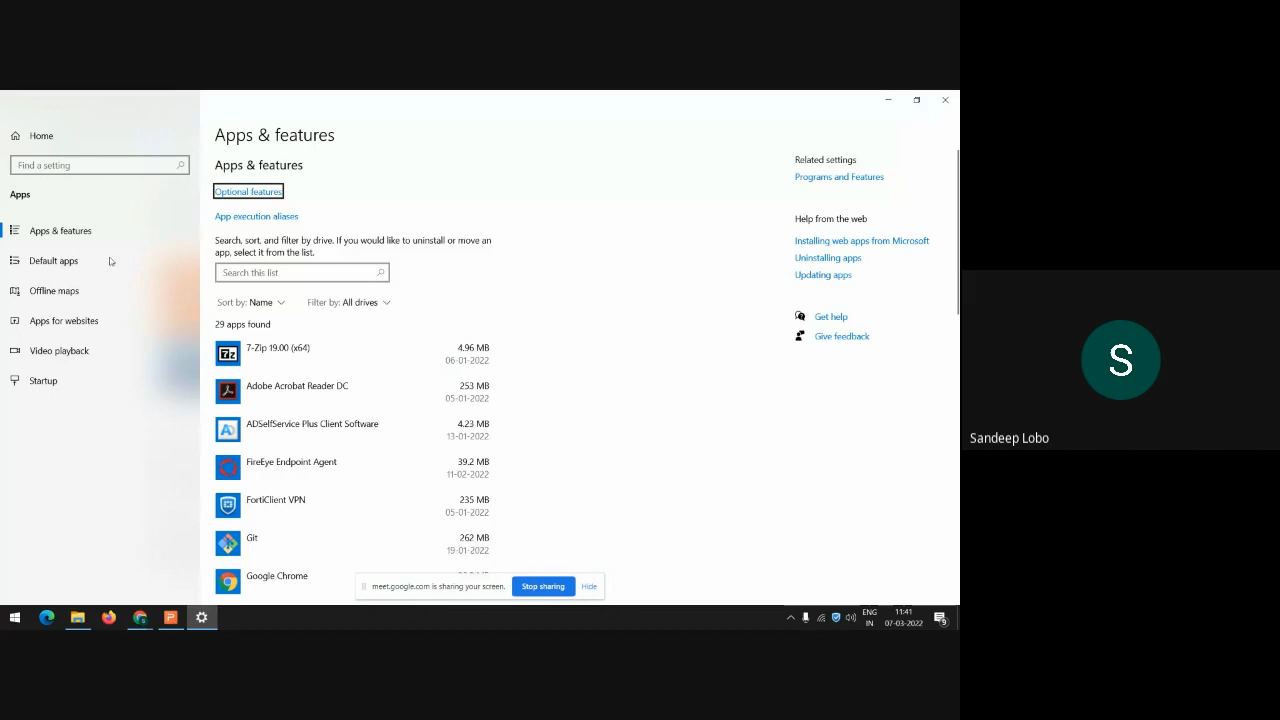 Home
Find a setting
Apps
Apps & features
Default apps
Offline maps
Apps for websites
Video playback
Startup
Apps & features
Apps & features
Optional features
App execution aliases
Search, sort, and filter by drive. If you would like to uninstall or move an
app, select it from the list.
Search this list
Sort by: Name
Filter by: All drives
29 apps found
7-Zip 19.00 (x64)
4.96 MB
06-01-2022
Adobe Acrobat Reader DC
253 MB
05-01-2022
ADSelfService Plus Client Software
4.23 MB
13-01-2022
FireEye Endpoint Agent
39.2 MB
11-02-2022
FortiClient VPN
235 MB
05-01-2022
Git
262 MB
19-01-2022
Google Chrome
Related settings
Programs and Features
Help from the web
Installing web apps from Microsoft
Uninstalling apps
Updating apps
Get help
Give feedback
meet.google.com is sharing your screen.
Stop sharing
Hide
ENG
IN
11:41
07-03-2022
S
Sandeep Lobo